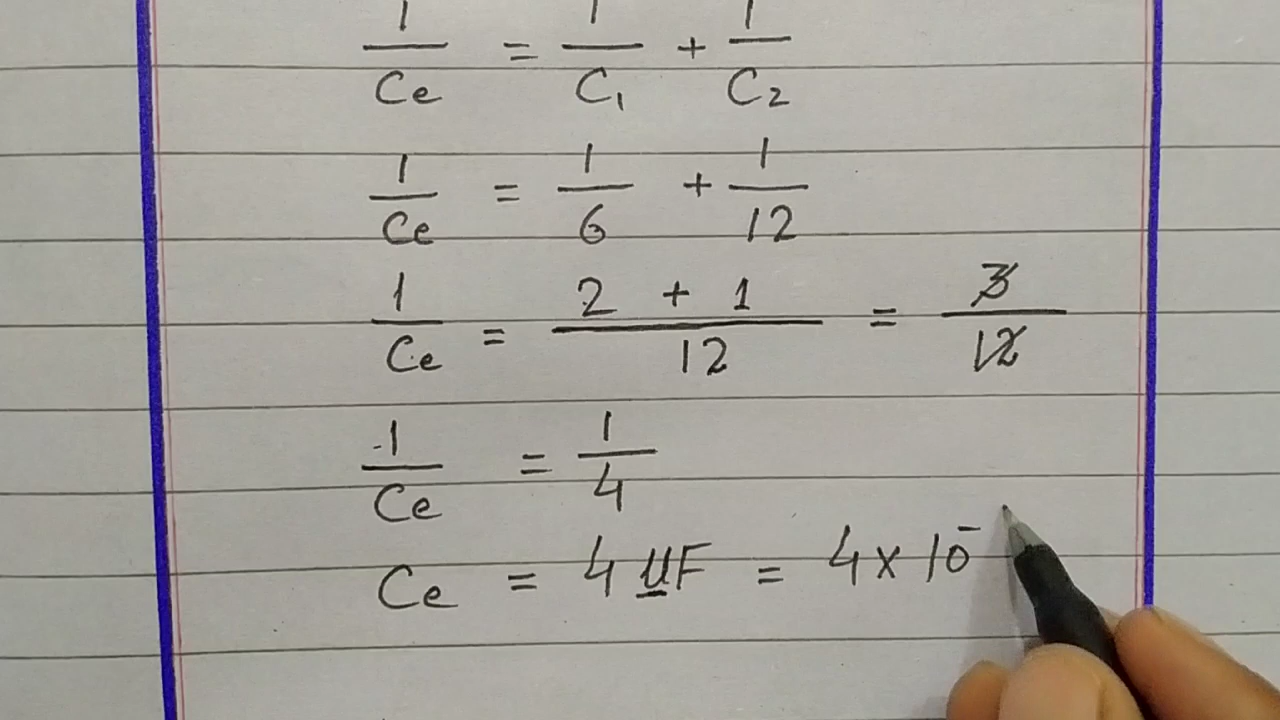 1/Ce = 1/C₁ + 1/C₂
1/Ce = 1/6 + 1/12
1/Ce = (2 + 1)/12 = 3/12
1/Ce = 1/4
Ce = 4 µF = 4 × 10⁻